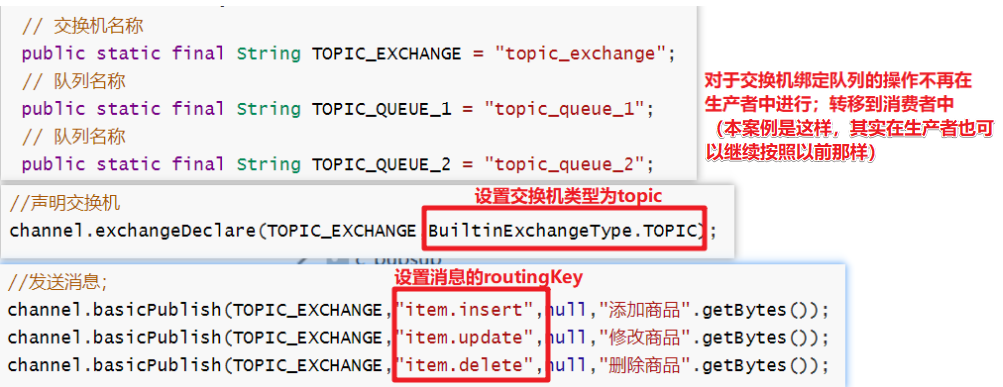 // 交换机名称
public static final String TOPIC_EXCHANGE = "topic_exchange";
// 队列名称
public static final String TOPIC_QUEUE_1 = "topic_queue_1";
// 队列名称
public static final String TOPIC_QUEUE_2 = "topic_queue_2";
对于交换机绑定队列的操作不再在
生产者中进行；转移到消费者中
（本案例是这样，其实在生产者也可
以继续按照以前那样）
设置交换机类型为topic
//声明交换机
channel.exchangeDeclare(TOPIC_EXCHANGE,BuiltinExchangeType.TOPIC);
设置消息的routingKey
//发送消息；
channel.basicPublish(TOPIC_EXCHANGE,"item.insert",null,"添加商品".getBytes());
channel.basicPublish(TOPIC_EXCHANGE,"item.update",null,"修改商品".getBytes());
channel.basicPublish(TOPIC_EXCHANGE,"item.delete",null,"删除商品".getBytes());